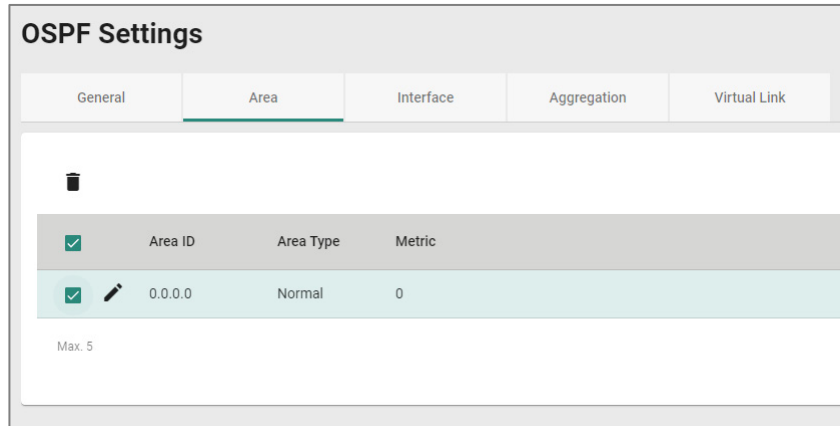 OSPF Settings
General Area Interface Aggregation Virtual Link
Area ID Area Type Metric
0.0.0.0 Normal 0
Max. 5